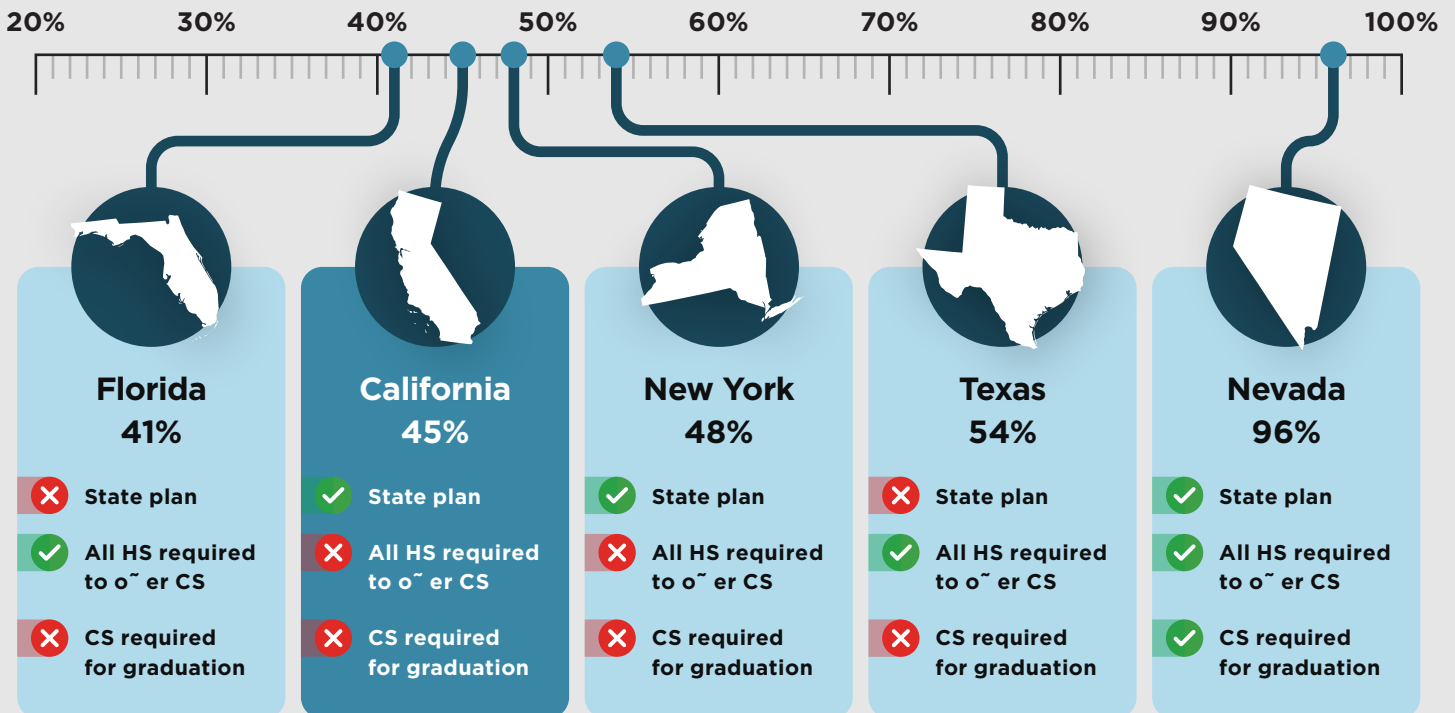 20% 30% 40% 50% 60% 70% 80% 90% 100%
Florida
41%
State plan
All HS required
to o˜ er CS
CS required
for graduation
California
45%
State plan
All HS required
to o˜ er CS
CS required
for graduation
New York
48%
State plan
All HS required
to o˜ er CS
CS required
for graduation
Texas
54%
State plan
All HS required
to o˜ er CS
CS required
for graduation
Nevada
96%
State plan
All HS required
to o˜ er CS
CS required
for graduation